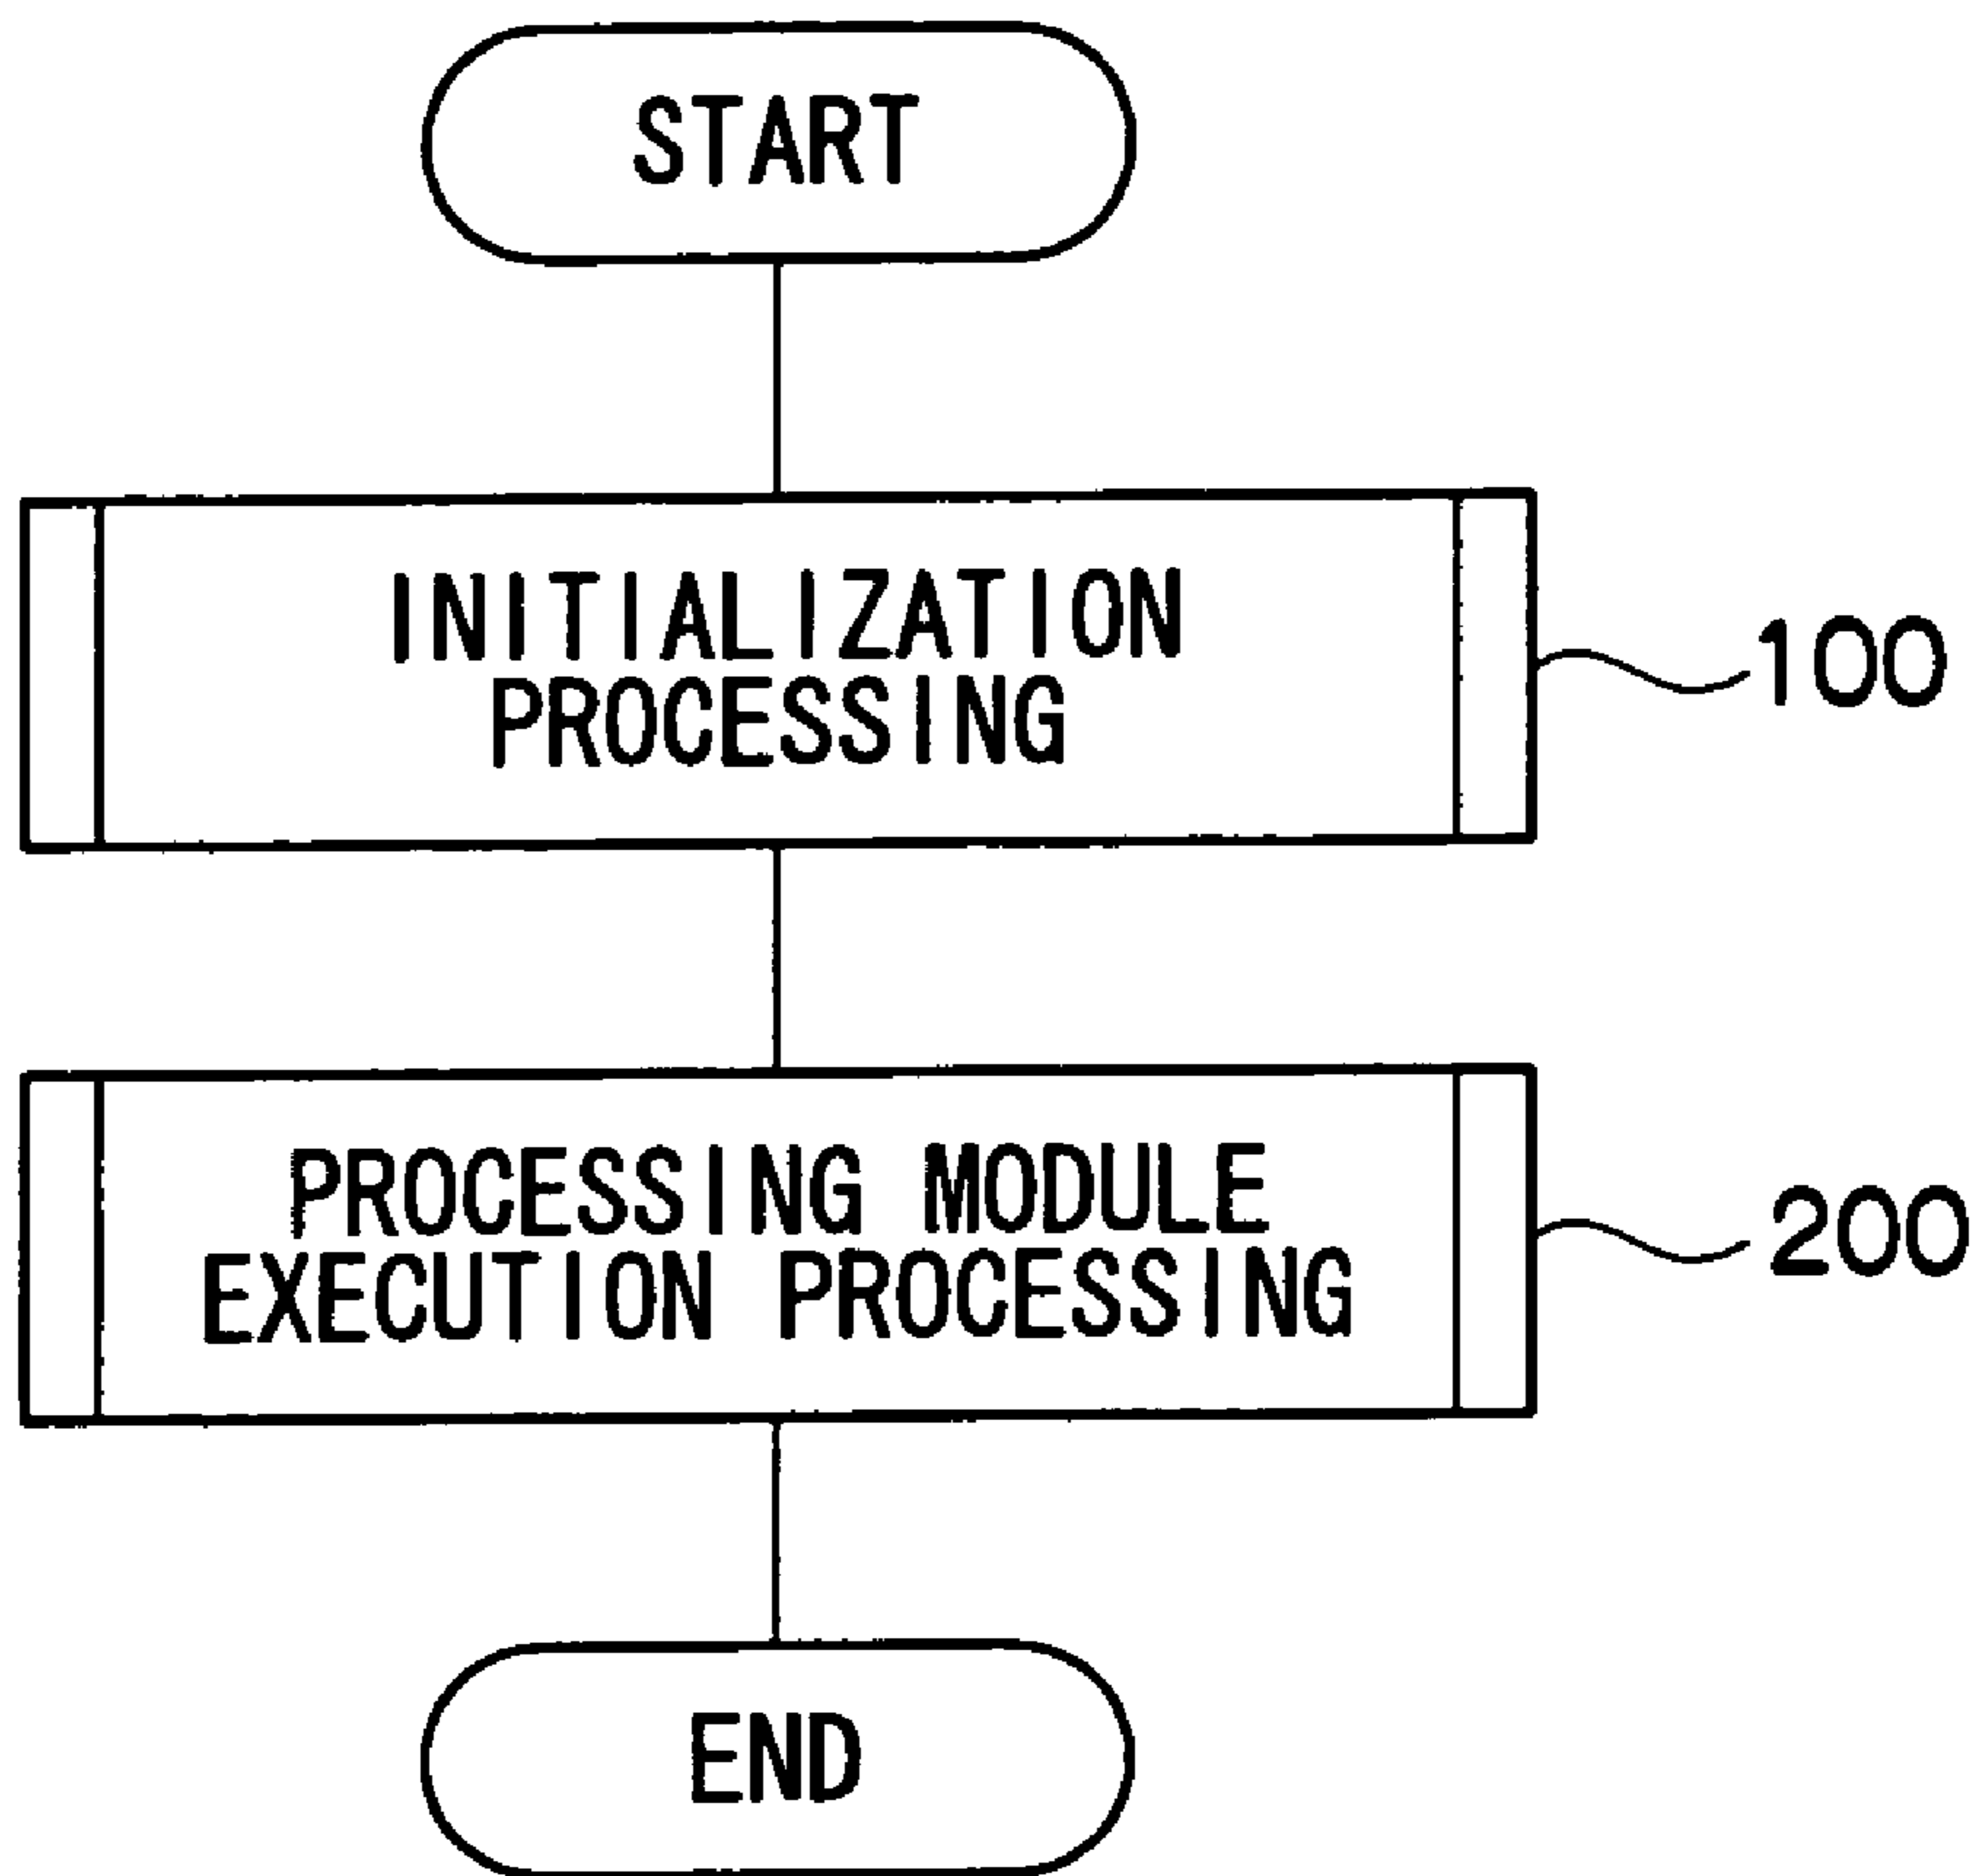 START
INITIALIZATION
PROCESSING
100
PROCESSING MODULE
EXECUTION PROCESSING
200
END